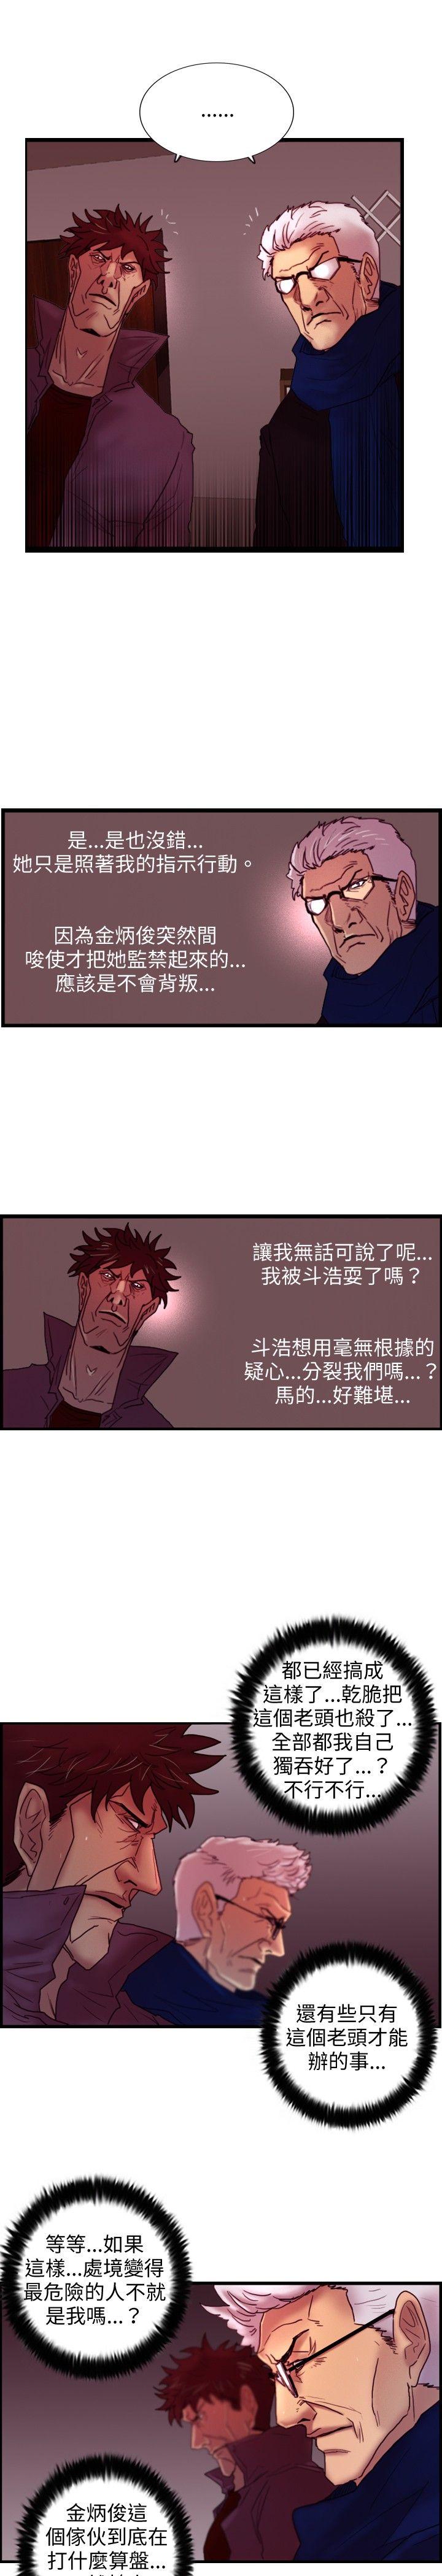 ......
是...是也沒錯...
她只是照著我的指示行動。
因為金炳俊突然間
唆使才把她監禁起來的...
應該是不會背叛...
讓我無話可說了呢...
我被斗浩耍了嗎？
斗浩想用毫無根據的
疑心...分裂我們嗎...？
馬的...好難堪...
都已經搞成
這樣了...乾脆把
這個老頭也殺了...
全部都我自己
獨吞好了...？
不行不行...
還有些只有
這個老頭才能
辦的事...
等等...如果
這樣...處境變得
最危險的人不就
是我嗎...？
金炳俊這
個傢伙到底在
打什麼算盤...